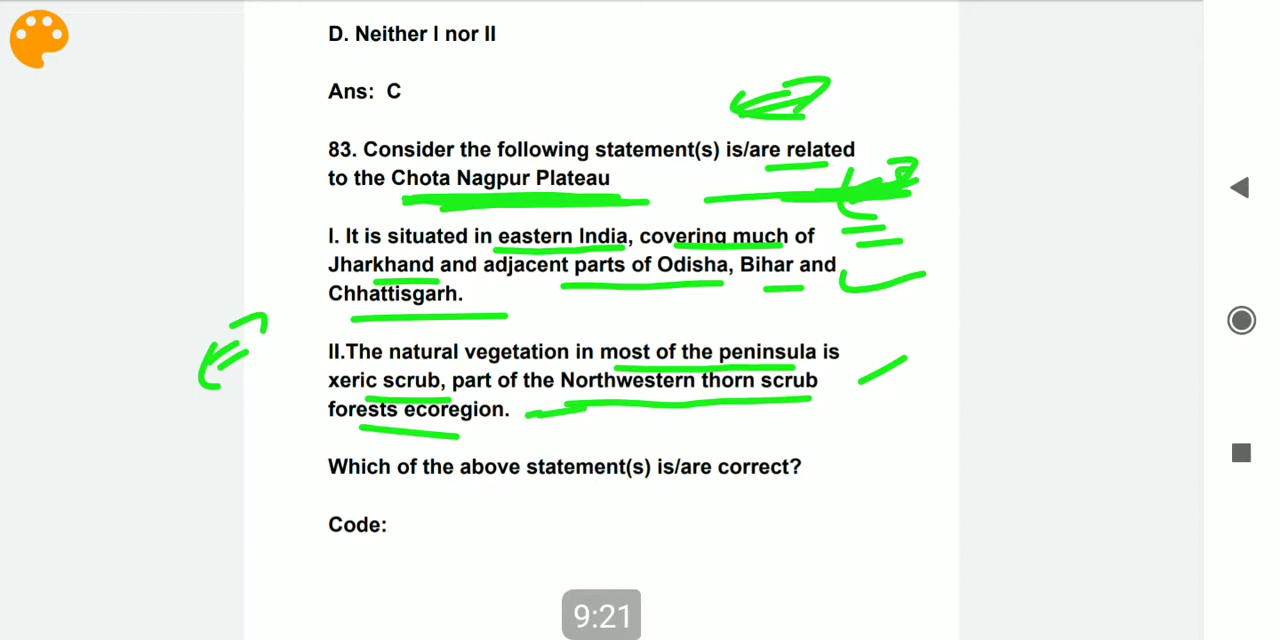 D. Neither I nor II
Ans: C
83. Consider the following statement(s) is/are related
to the Chota Nagpur Plateau
I. It is situated in eastern India, covering much of
Jharkhand and adjacent parts of Odisha, Bihar and
Chhattisgarh.
II.The natural vegetation in most of the peninsula is
xeric scrub, part of the Northwestern thorn scrub
forests ecoregion.
Which of the above statement(s) is/are correct?
Code:
9:21